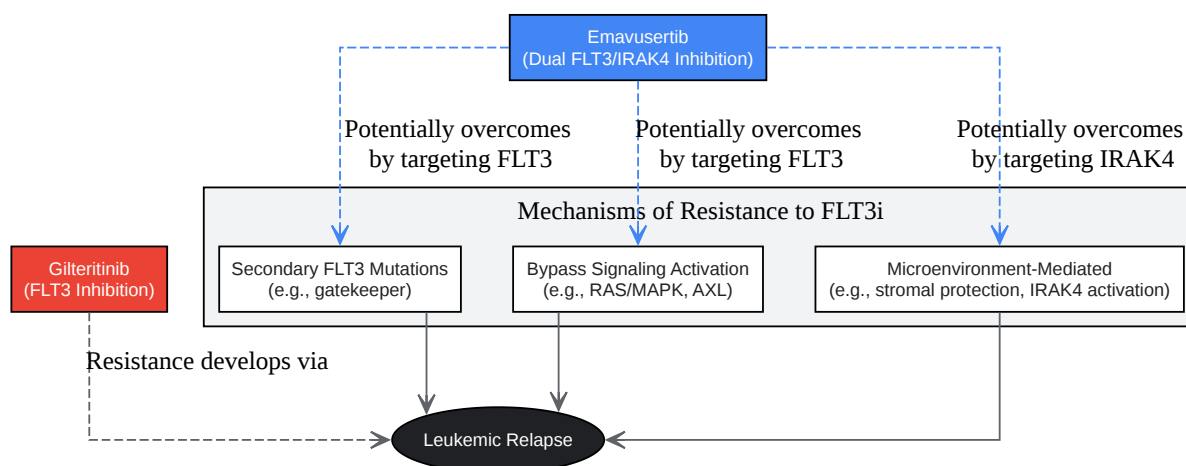 Emavusertib
(Dual FLT3/IRAK4 Inhibition)
Potentially overcomes
by targeting FLT3
Potentially overcomes
by targeting FLT3
Potentially overcomes
by targeting IRAK4
Mechanisms of Resistance to FLT3i
Gilteritinib
(FLT3 Inhibition)
Secondary FLT3 Mutations
(e.g., gatekeeper)
Bypass Signaling Activation
(e.g., RAS/MAPK, AXL)
Microenvironment-Mediated
(e.g., stromal protection, IRAK4 activation)
Resistance develops via
Leukemic Relapse